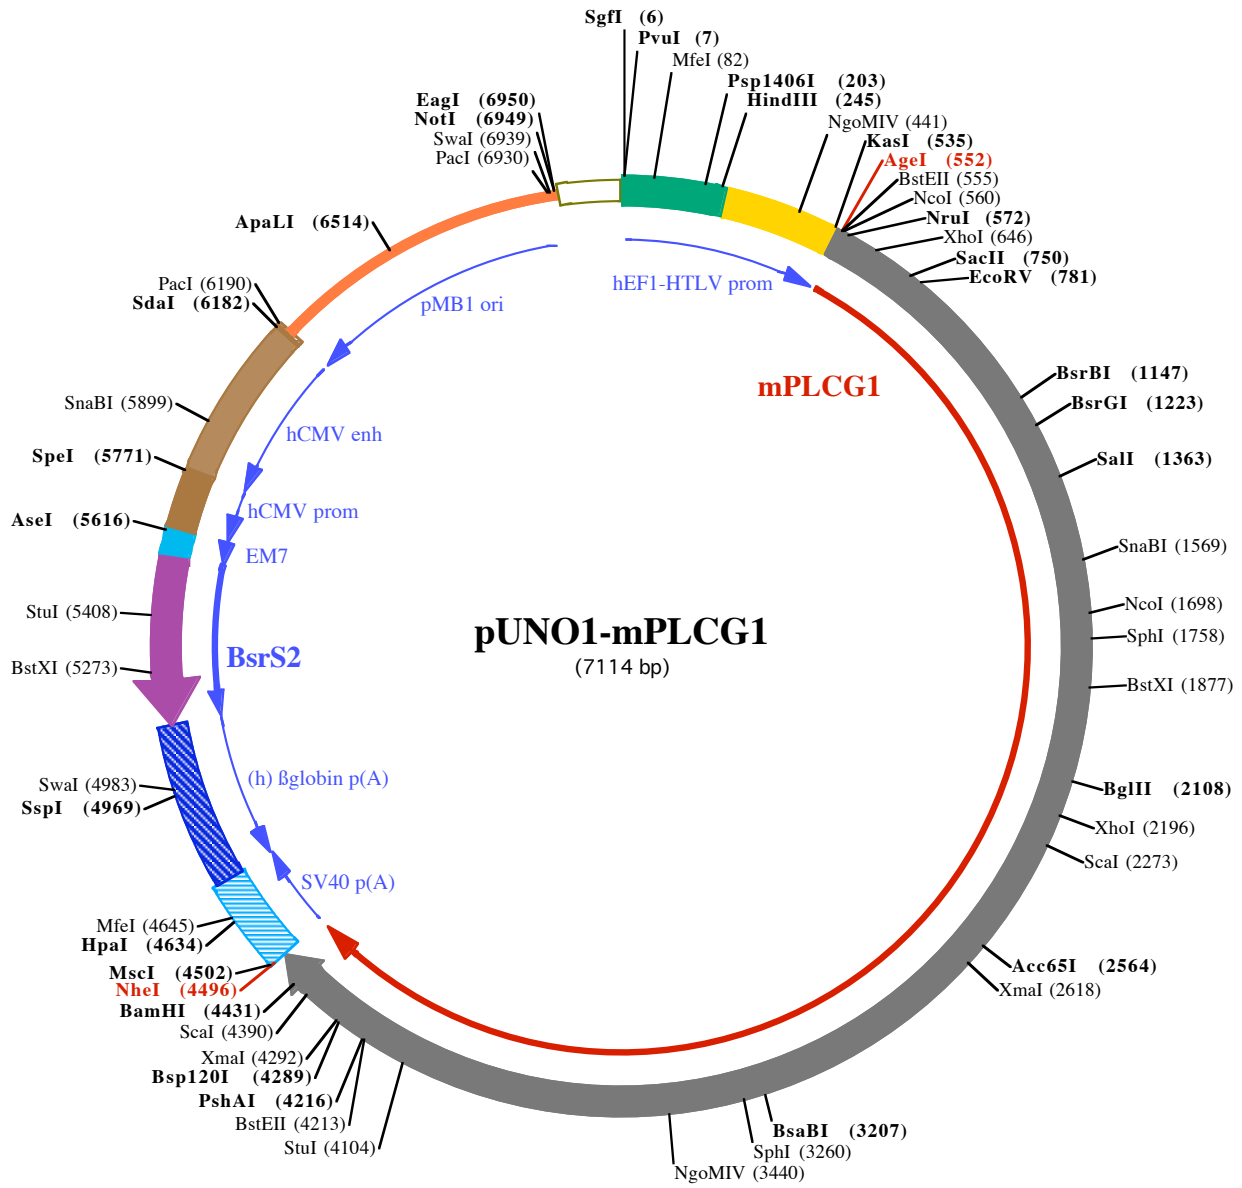 SgfI (6)
PvuI (7)
MfeI (82)
Psp1406I (203)
HindIII (245)
NgoMIV (441)
KasI (535)
AgeI (552)
BstEII (555)
NcoI (560)
NruI (572)
XhoI (646)
SacII (750)
EcoRV (781)
BsrBI (1147)
BsrGI (1223)
SalI (1363)
SnaBI (1569)
NcoI (1698)
SphI (1758)
BstXI (1877)
BglII (2108)
XhoI (2196)
ScaI (2273)
Acc65I (2564)
XmaI (2618)
BsaBI (3207)
SphI (3260)
NgoMIV (3440)
StuI (4104)
BstEII (4213)
PshAI (4216)
Bsp120I (4289)
XmaI (4292)
ScaI (4390)
BamHI (4431)
NheI (4496)
MscI (4502)
HpaI (4634)
MfeI (4645)
SspI (4969)
SwaI (4983)
BstXI (5273)
StuI (5408)
AseI (5616)
SpeI (5771)
SnaBI (5899)
SdaI (6182)
PacI (6190)
ApaLI (6514)
PacI (6930)
SwaI (6939)
NotI (6949)
EagI (6950)
hEF1-HTLV prom
mPLCG1
pMB1 ori
hCMV enh
hCMV prom
EM7
BsrS2
(h) ßglobin p(A)
SV40 p(A)
pUNO1-mPLCG1
(7114 bp)